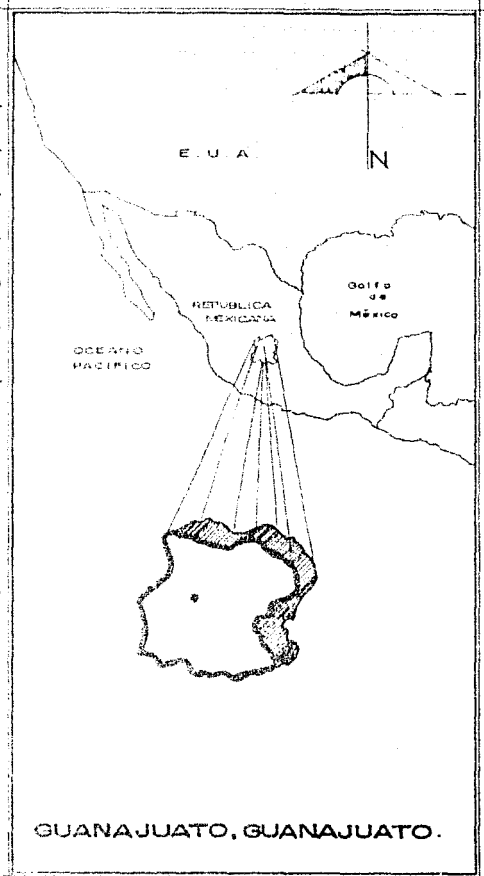 N
E.U.A.
Golfo
de
México
REPUBLICA
MEXICANA
OCEANO
PACIFICO
GUANAJUATO, GUANAJUATO.